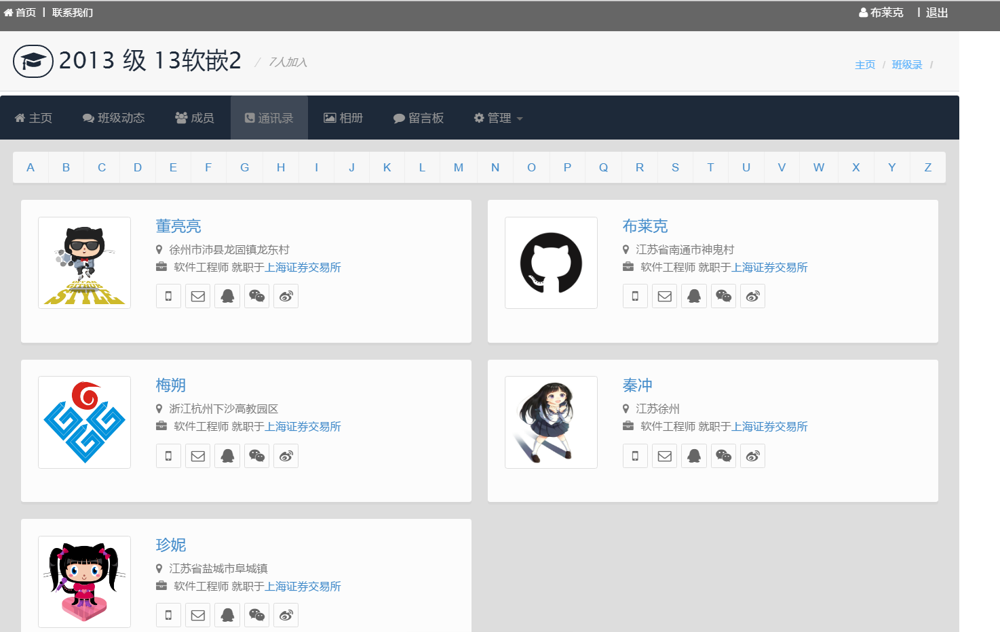 首页 | 联系我们
布莱克 | 退出
2013 级 13软嵌2 / 7人加入
主页 / 班级录 /
主页 班级动态 成员 通讯录 相册 留言板 管理
A B C D E F G H I J K L M N O P Q R S T U V W X Y Z
董亮亮
徐州市沛县龙固镇龙东村
软件工程师 就职于上海证券交易所
GITHUB
STYLE
布莱克
江苏省南通市神鬼村
软件工程师 就职于上海证券交易所
梅朔
浙江杭州下沙高教园区
软件工程师 就职于上海证券交易所
秦冲
江苏徐州
软件工程师 就职于上海证券交易所
珍妮
江苏省盐城市阜城镇
软件工程师 就职于上海证券交易所